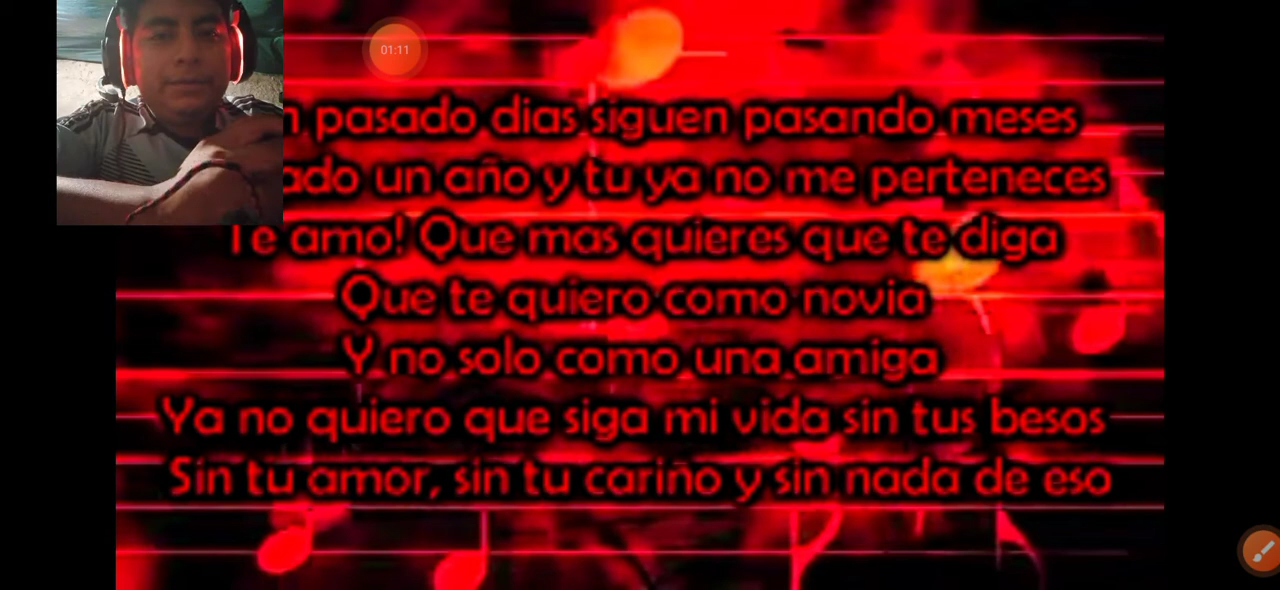 01:11
pasado dias siguen pasando meses
un año y tu ya no me perteneces
Te amo! Que mas quieres que te diga
Que te quiero como novia
Y no solo como una amiga
Ya no quiero que siga mi vida sin tus besos
Sin tu amor, sin tu cariño y sin nada de eso